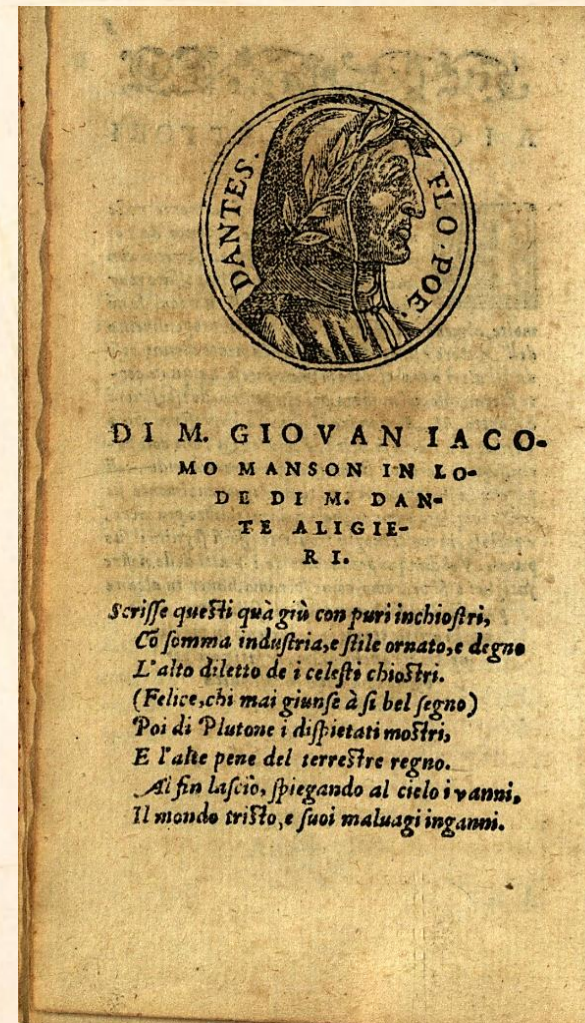 DANTES. FLO. POE.
DI M. GIOVAN IACO-
MO MANSON IN LO-
DE DI M. DAN-
TE ALIGIE-
RI.
Scrisse queſti quà giù con puri inchioſtri,
Cō ſomma induſtria, e ſtile ornato, e degno
L'alto diletto de i celeſti chioſtri.
(Felice, chi mai giunſe à ſi bel ſegno)
Poi di Plutone i diſpietati moſtri,
E l'alte pene del terreſtre regno.
Al fin laſciò, ſpiegando al cielo i vanni,
Il mondo triſto, e ſuoi maluagi inganni.